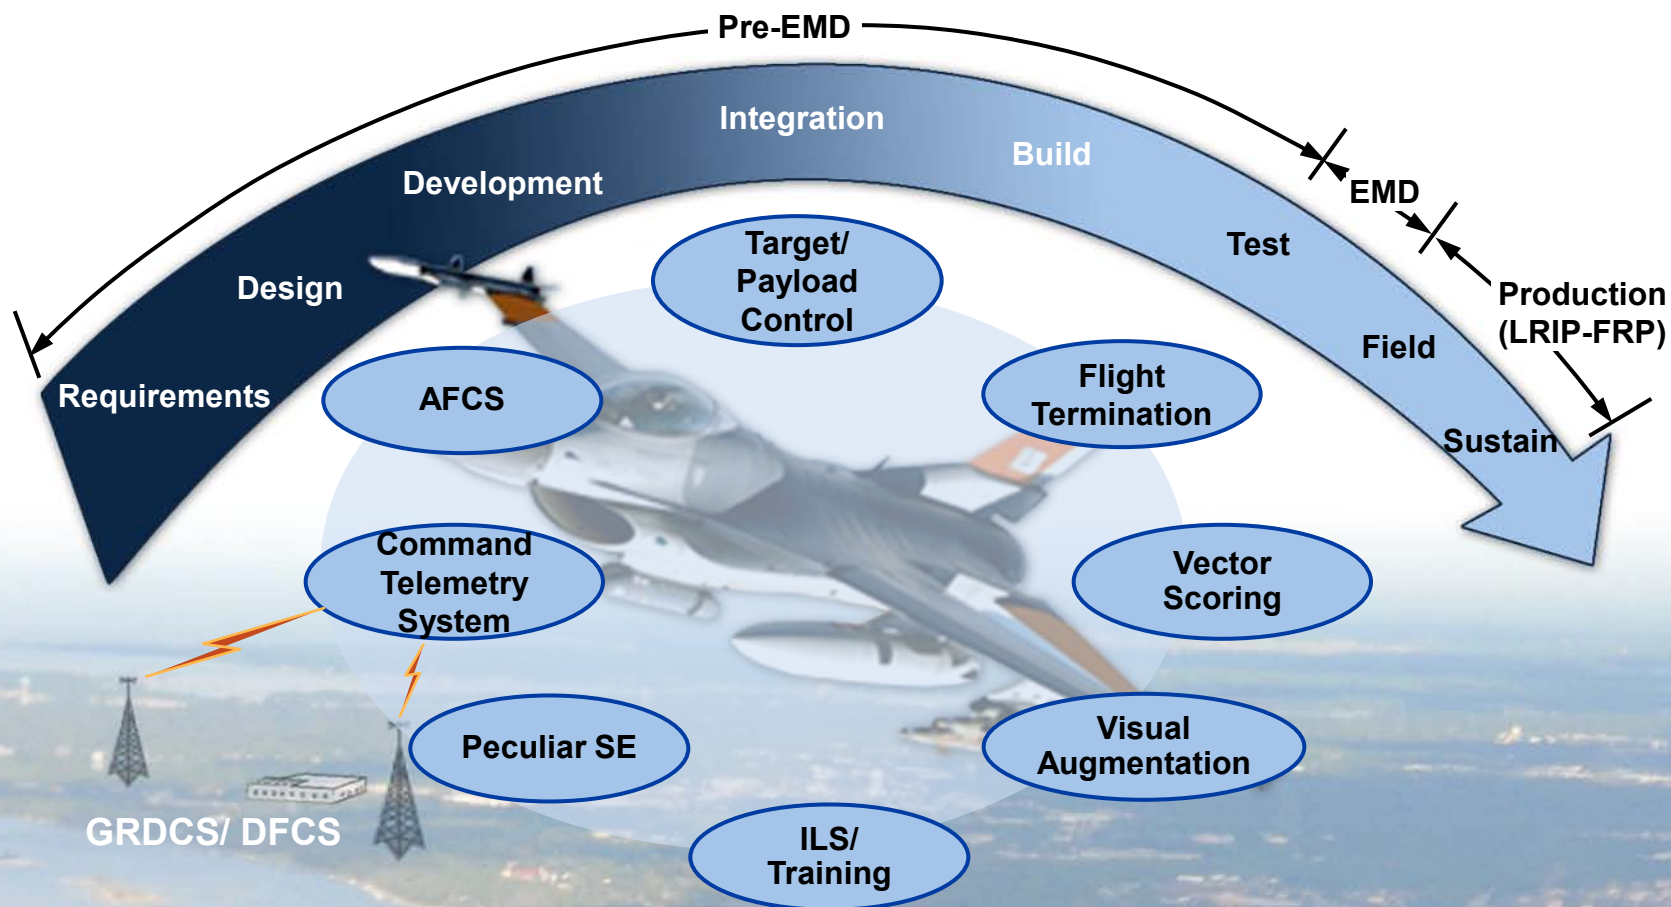 Pre-EMD
Integration
Build
Development
EMD
Test
Design
Production
(LRIP-FRP)
Field
Requirements
Sustain
Target/
Payload
Control
AFCS
Flight
Termination
Command
Telemetry
System
Vector
Scoring
Peculiar SE
Visual
Augmentation
GRDCS/ DFCS
ILS/
Training